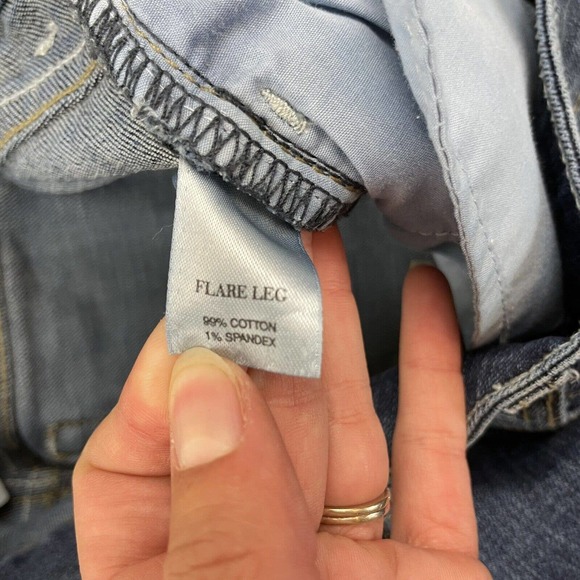 FLARE LEG
99% COTTON
1% SPANDEX